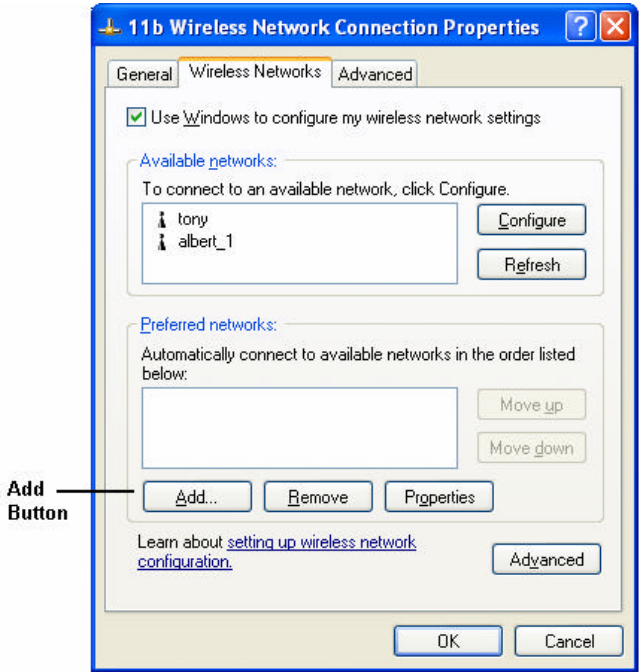 11b Wireless Network Connection Properties
General Wireless Networks Advanced
Use Windows to configure my wireless network settings
Available networks:
To connect to an available network, click Configure.
tony
albert_1
Configure
Refresh
Preferred networks:
Automatically connect to available networks in the order listed
below:
Move up
Move down
Add... Remove Properties
Add
Button
Learn about setting up wireless network
configuration.
Advanced
OK Cancel